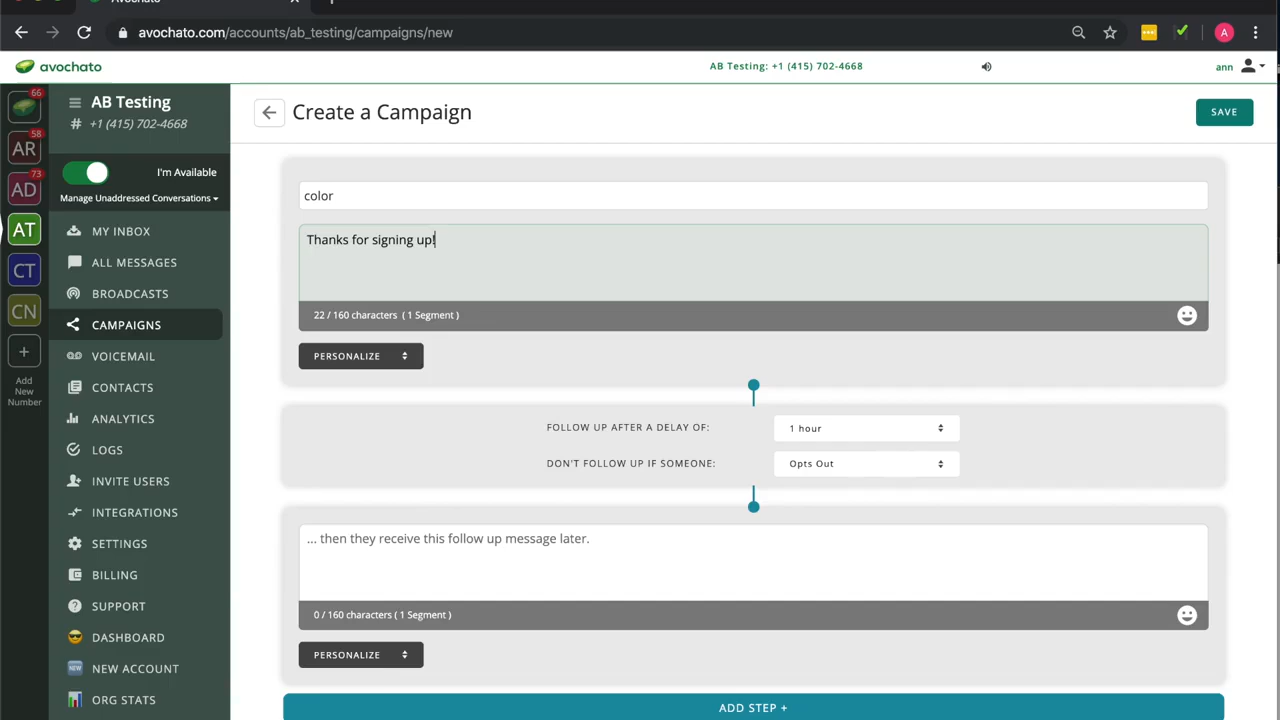 Avochato
avochato.com/accounts/ab_testing/campaigns/new
A
avochato
AB Testing: +1 (415) 702-4668
ann
66
AB Testing
# +1 (415) 702-4668
58
AR
73
AD
AT
CT
CN
+
Add
New
Number
I'm Available
Manage Unaddressed Conversations
MY INBOX
ALL MESSAGES
BROADCASTS
CAMPAIGNS
VOICEMAIL
CONTACTS
ANALYTICS
LOGS
INVITE USERS
INTEGRATIONS
SETTINGS
BILLING
SUPPORT
DASHBOARD
NEW ACCOUNT
ORG STATS
Create a Campaign
SAVE
color
Thanks for signing up!
22 / 160 characters ( 1 Segment )
PERSONALIZE
FOLLOW UP AFTER A DELAY OF:
1 hour
DON'T FOLLOW UP IF SOMEONE:
Opts Out
... then they receive this follow up message later.
0 / 160 characters ( 1 Segment )
PERSONALIZE
ADD STEP +